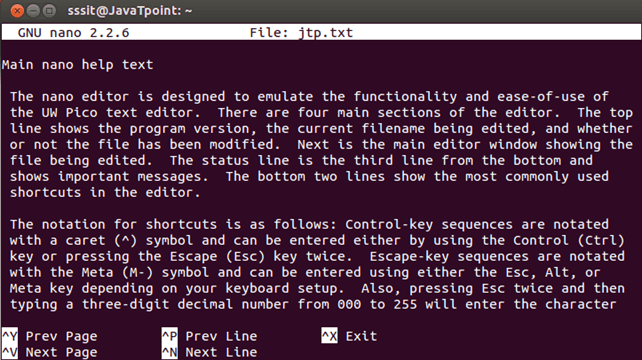 sssit@JavaTpoint: ~
GNU nano 2.2.6 File: jtp.txt
Main nano help text
The nano editor is designed to emulate the functionality and ease-of-use of
the UW Pico text editor. There are four main sections of the editor. The top
line shows the program version, the current filename being edited, and whether
or not the file has been modified. Next is the main editor window showing the
file being edited. The status line is the third line from the bottom and
shows important messages. The bottom two lines show the most commonly used
shortcuts in the editor.
The notation for shortcuts is as follows: Control-key sequences are notated
with a caret (^) symbol and can be entered either by using the Control (Ctrl)
key or pressing the Escape (Esc) key twice. Escape-key sequences are notated
with the Meta (M-) symbol and can be entered using either the Esc, Alt, or
Meta key depending on your keyboard setup. Also, pressing Esc twice and then
typing a three-digit decimal number from 000 to 255 will enter the character
^Y Prev Page ^P Prev Line ^X Exit
^V Next Page ^N Next Line